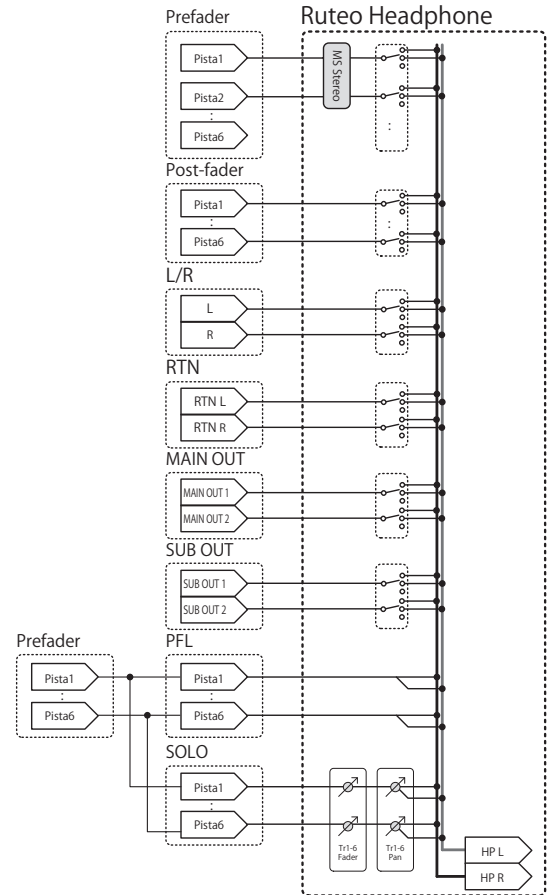 Prefader
Ruteo Headphone
Pista1
Pista2
:
Pista6
MS Stereo
:
Post-fader
Pista1
:
Pista6
:
L/R
L
R
RTN
RTN L
RTN R
MAIN OUT
MAIN OUT 1
MAIN OUT 2
SUB OUT
SUB OUT 1
SUB OUT 2
Prefader
Pista1
:
Pista6
PFL
Pista1
:
Pista6
SOLO
Pista1
:
Pista6
Tr1-6
Fader
Tr1-6
Pan
HP L
HP R